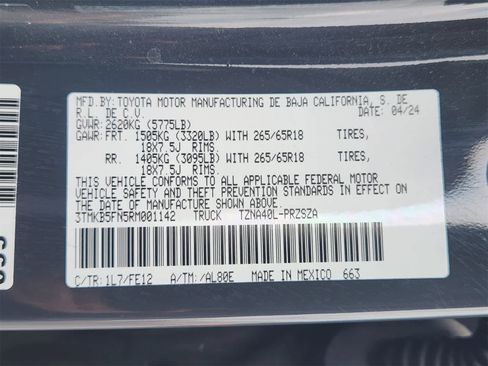 MFD.BY:TOYOTA MOTOR MANUFACTURING DE BAJA CALIFORNIA, S. DE
R.L. DE C.V. DATE: 04/24
GVWR: 2620KG (5775LB)
GAWR: FRT. 1505KG (3320LB) WITH 265/65R18 TIRES,
18X7.5J RIMS.
RR. 1405KG (3095LB) WITH 265/65R18 TIRES,
18X7.5J RIMS.
THIS VEHICLE CONFORMS TO ALL APPLICABLE FEDERAL MOTOR
VEHICLE SAFETY AND THEFT PREVENTION STANDARDS IN
EFFECT ON THE DATE OF MANUFACTURE SHOWN ABOVE.
3TMKB5FN5RM001142 TRUCK TZNA40L-PRZSZA
C/TR: 1L7/FE12 A/TM: /AL80E MADE IN MEXICO 663